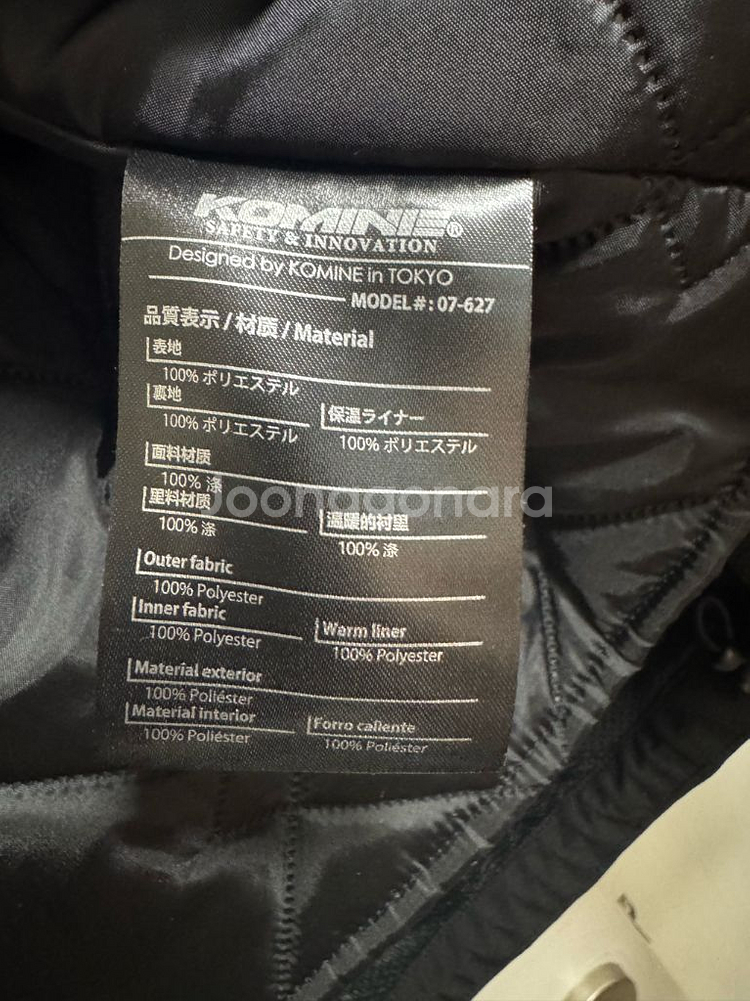 KOMINE®
SAFETY & INNOVATION
Designed by KOMINE in TOKYO
MODEL#: 07-627
品質表示/材质/Material
表地
100% ポリエステル
裏地
100% ポリエステル
保温ライナー
100% ポリエステル
面料材质
100% 涤
里料材质
100% 涤
温暖的衬里
100% 涤
Outer fabric
100% Polyester
Inner fabric
100% Polyester
Warm liner
100% Polyester
Material exterior
100% Poliéster
Material interior
100% Poliéster
Forro caliente
100% Poliéster
Joonggonara